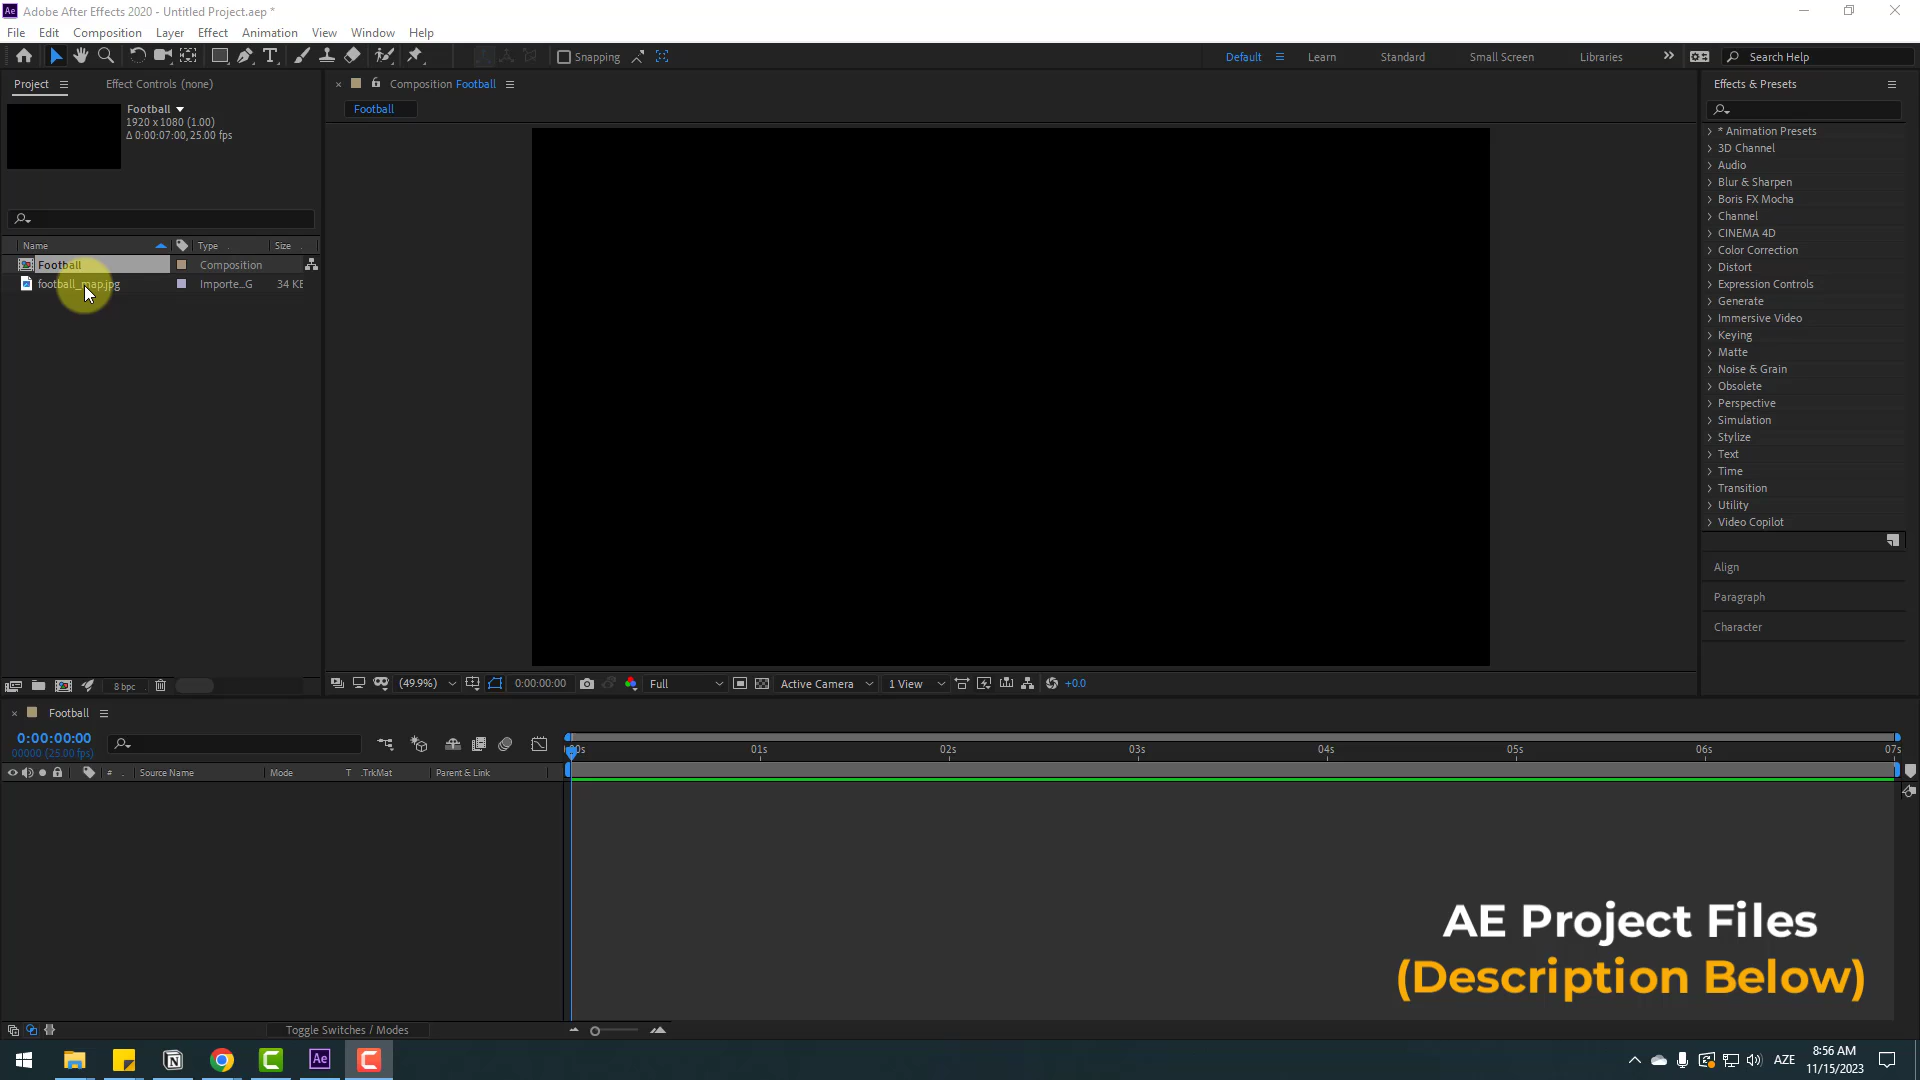 Adobe After Effects 2020 - Untitled Project.aep *
File Edit Composition Layer Effect Animation View Window Help
Snapping
Default Learn Standard Small Screen Libraries Search Help
Project Effect Controls (none)
Football
1920 x 1080 (1.00)
Δ 0:00:07:00, 25.00 fps
Composition Football
Football
Effects & Presets
* Animation Presets
3D Channel
Audio
Blur & Sharpen
Boris FX Mocha
Channel
CINEMA 4D
Color Correction
Distort
Expression Controls
Generate
Immersive Video
Keying
Matte
Noise & Grain
Obsolete
Perspective
Simulation
Stylize
Text
Time
Transition
Utility
Video Copilot
Align
Paragraph
Character
Name Type Size
Football Composition
football_map.jpg Importe...G 34 KE
8 bpc
(49.9%) 0:00:00:00 Full Active Camera 1 View +0.0
Football
0:00:00:00
00000 (25.00 fps)
# Source Name Mode T .TrkMat Parent & Link
:00s 01s 02s 03s 04s 05s 06s 07s
AE Project Files
(Description Below)
Toggle Switches / Modes
AZE
8:56 AM
11/15/2023